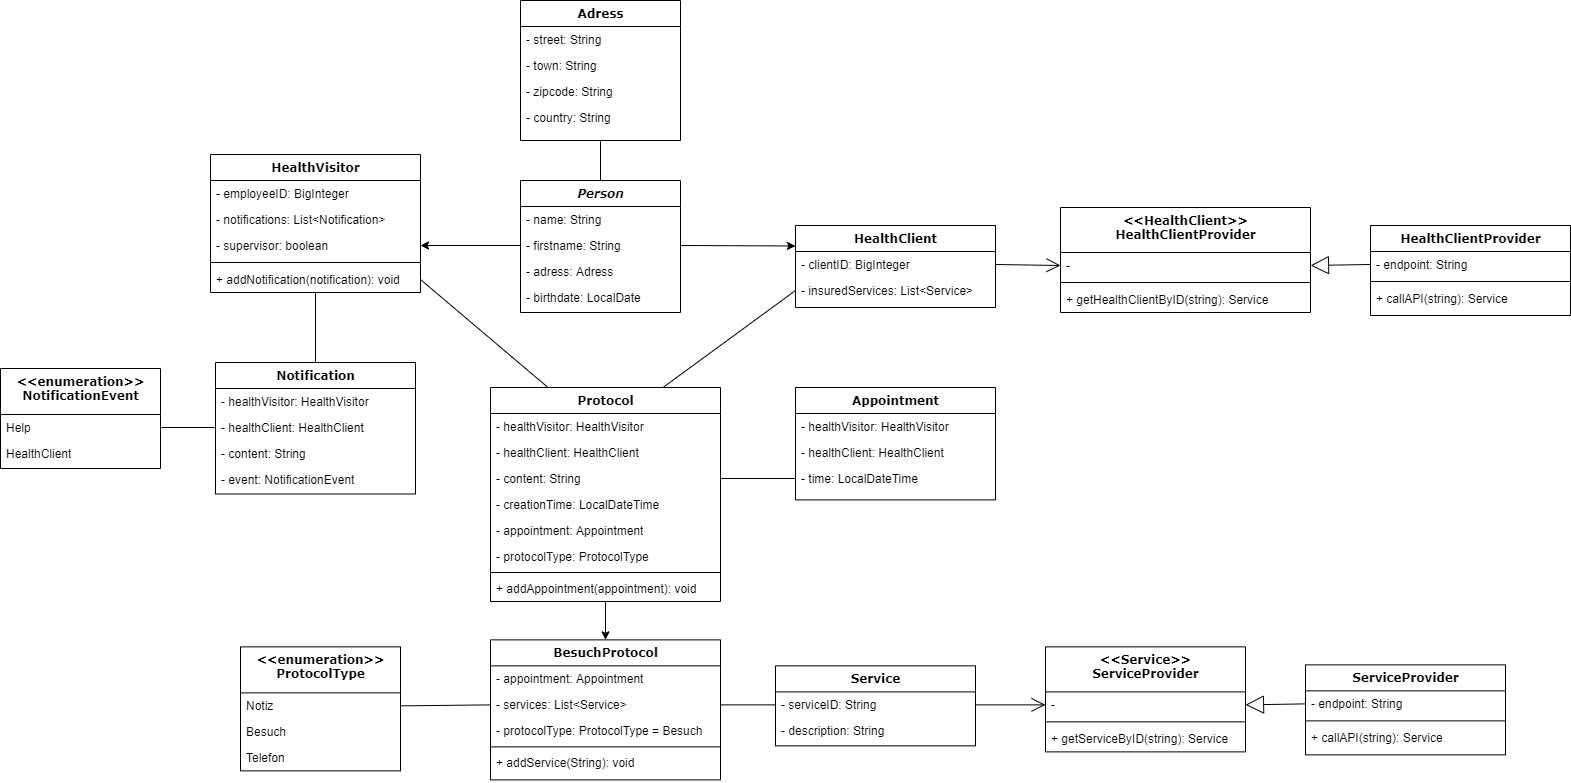 Adress
- street: String
- town: String
- zipcode: String
- country: String
HealthVisitor
- employeeID: BigInteger
- notifications: List<Notification>
- supervisor: boolean
+ addNotification(notification): void
Person
- name: String
- firstname: String
- adress: Adress
- birthdate: LocalDate
HealthClient
- clientID: BigInteger
- insuredServices: List<Service>
<<HealthClient>>
HealthClientProvider
-
+ getHealthClientByID(string): Service
HealthClientProvider
- endpoint: String
+ callAPI(string): Service
<<enumeration>>
NotificationEvent
Help
HealthClient
Notification
- healthVisitor: HealthVisitor
- healthClient: HealthClient
- content: String
- event: NotificationEvent
Protocol
- healthVisitor: HealthVisitor
- healthClient: HealthClient
- content: String
- creationTime: LocalDateTime
- appointment: Appointment
- protocolType: ProtocolType
+ addAppointment(appointment): void
Appointment
- healthVisitor: HealthVisitor
- healthClient: HealthClient
- time: LocalDateTime
<<enumeration>>
ProtocolType
Notiz
Besuch
Telefon
BesuchProtocol
- appointment: Appointment
- services: List<Service>
- protocolType: ProtocolType = Besuch
+ addService(String): void
Service
- serviceID: String
- description: String
<<Service>>
ServiceProvider
-
+ getServiceByID(string): Service
ServiceProvider
- endpoint: String
+ callAPI(string): Service